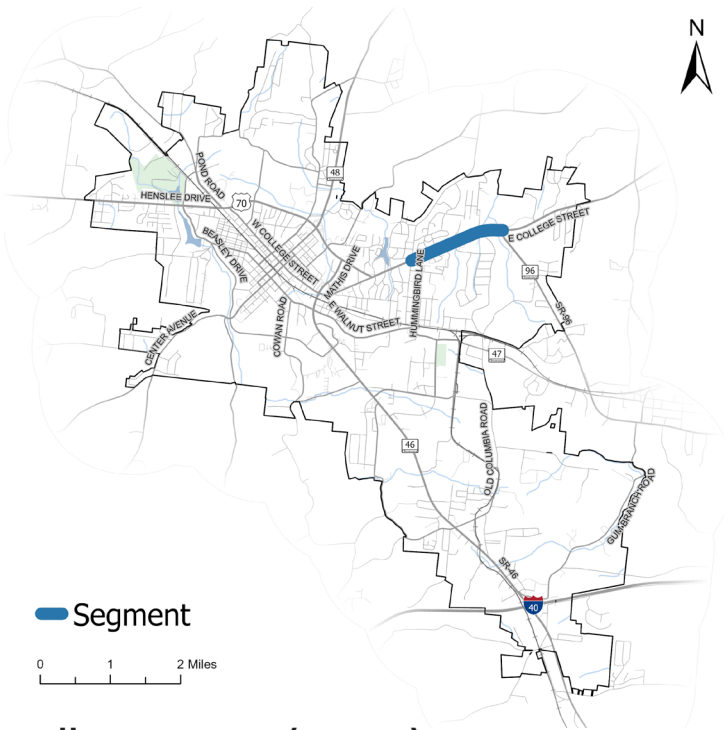 N
48
POND ROAD
HENSLEE DRIVE
70
W COLLEGE STREET
E COLLEGE STREET
BEASLEY DRIVE
MATHIS DRIVE
HUMMINGBIRD LANE
96
SR-96
CENTER AVENUE
COWAN ROAD
E WALNUT STREET
47
46
OLD COLUMBIA ROAD
GUM BRANCH ROAD
SR-46
40
Segment
0 1 2 Miles